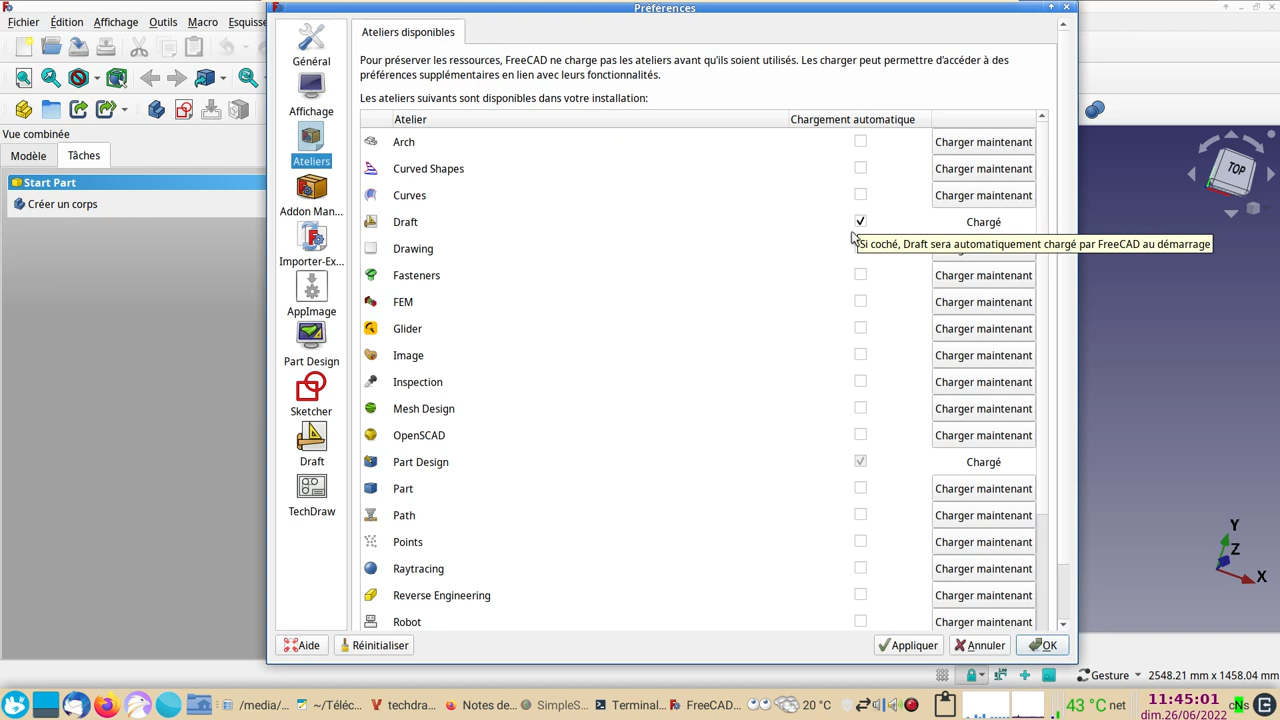 Préférences
Fichier Édition Affichage Outils Macro Esquisse
Ateliers disponibles
Pour préserver les ressources, FreeCAD ne charge pas les ateliers avant qu'ils soient utilisés. Les charger peut permettre d'accéder à des
préférences supplémentaires en lien avec leurs fonctionnalités.
Les ateliers suivants sont disponibles dans votre installation:
Atelier Chargement automatique
Arch Charger maintenant
Curved Shapes Charger maintenant
Curves Charger maintenant
Draft Chargé
Drawing
Si coché, Draft sera automatiquement chargé par FreeCAD au démarrage
Fasteners Charger maintenant
FEM Charger maintenant
Glider Charger maintenant
Image Charger maintenant
Inspection Charger maintenant
Mesh Design Charger maintenant
OpenSCAD Charger maintenant
Part Design Chargé
Part Charger maintenant
Path Charger maintenant
Points Charger maintenant
Raytracing Charger maintenant
Reverse Engineering Charger maintenant
Robot Charger maintenant
Général
Affichage
Ateliers
Addon Man...
Importer-Ex...
AppImage
Part Design
Sketcher
Draft
TechDraw
Vue combinée
Modèle Tâches
Start Part
Créer un corps
TOP
Y
Z
X
Aide Réinitialiser Appliquer Annuler OK
Gesture 2548.21 mm x 1458.04 mm
/media/... ~/Téléc... techdra... Notes de... SimpleS... Terminal... FreeCAD... 20 °C 43 °C net 11:45:01
dim.26/06/2022
cNs